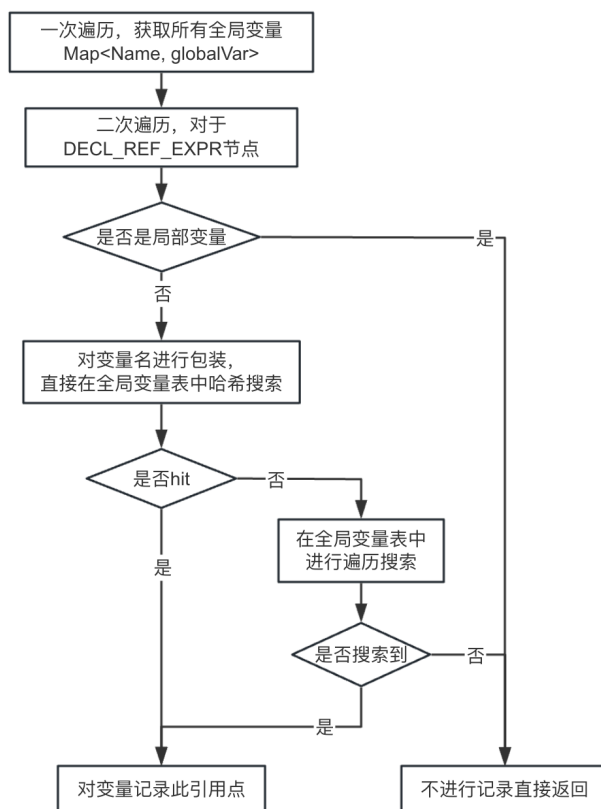 一次遍历，获取所有全局变量
Map<Name, globalVar>
二次遍历，对于
DECL_REF_EXPR节点
是否是局部变量
是
否
对变量名进行包装，
直接在全局变量表中哈希搜索
是否hit
否
在全局变量表中
进行遍历搜索
是
是否搜索到
否
是
对变量记录此引用点
不进行记录直接返回